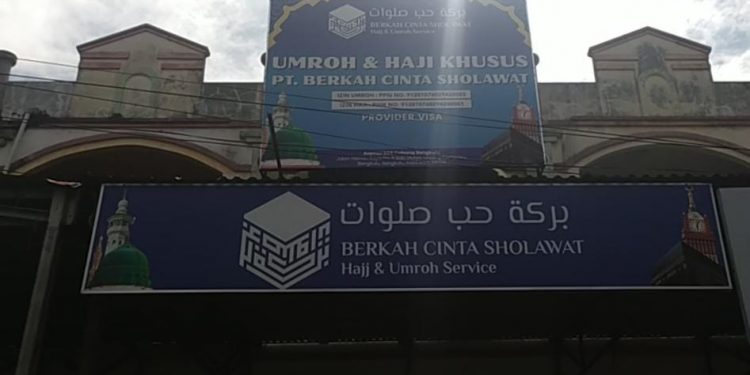 بركة حب صلوات
BERKAH CINTA SHOLAWAT
Hajj & Umroh Service
UMROH & HAJI KHUSUS
PT. BERKAH CINTA SHOLAWAT
PROVIDER VISA
بركة حب صلوات
BERKAH CINTA SHOLAWAT
Hajj & Umroh Service